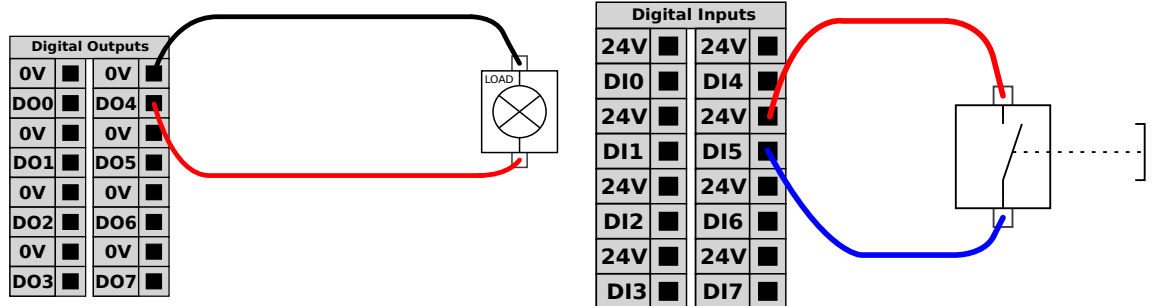 Digital Outputs
0V 0V
DO0 DO4
0V 0V
DO1 DO5
0V 0V
DO2 DO6
0V 0V
DO3 DO7
LOAD
Digital Inputs
24V 24V
DI0 DI4
24V 24V
DI1 DI5
24V 24V
DI2 DI6
24V 24V
DI3 DI7